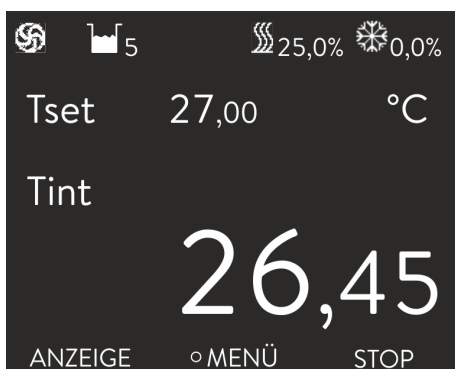 5 25,0% 0,0%
Tset 27,00 °C
Tint
26,45
ANZEIGE ○ MENÜ STOP